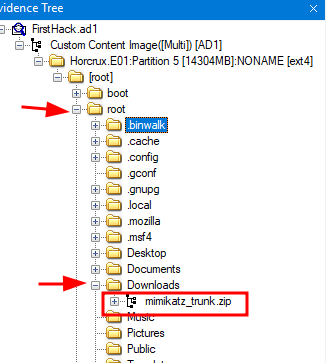 vidence Tree
FirstHack.ad1
Custom Content Image([Multi]) [AD1]
Horcrux.E01:Partition 5 [14304MB]:NONAME [ext4]
[root]
boot
root
.binwalk
.cache
.config
.gconf
.gnupg
.local
.mozilla
.msf4
Desktop
Documents
Downloads
mimikatz_trunk.zip
Music
Pictures
Public